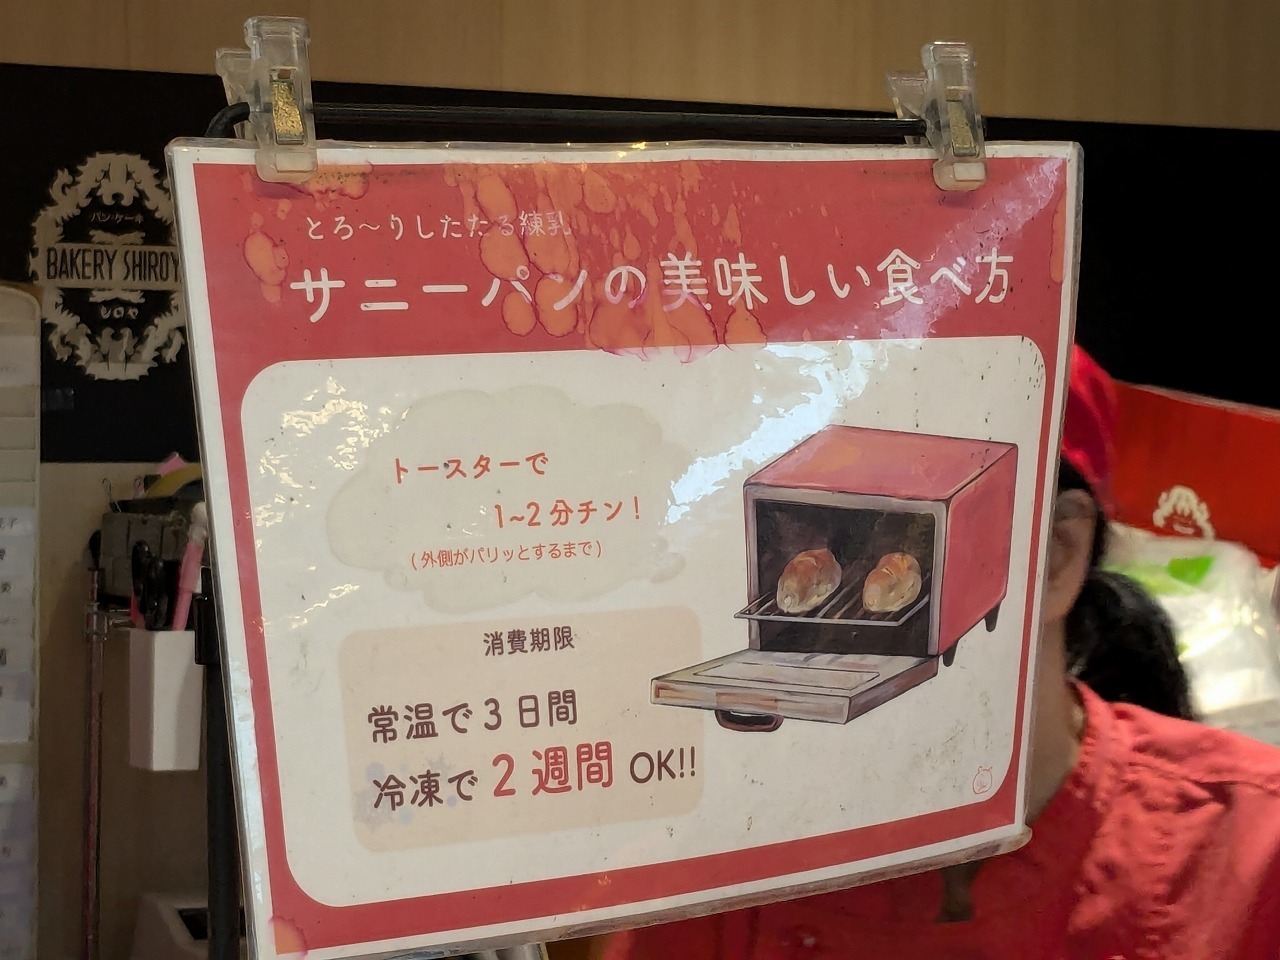 パン・ケーキ
BAKERY SHIROY
シロヤ
とろ〜りしたたる練乳
サニーパンの美味しい食べ方
トースターで
1~2分チン!
(外側がパリッとするまで)
消費期限
常温で3日間
冷凍で2週間OK!!